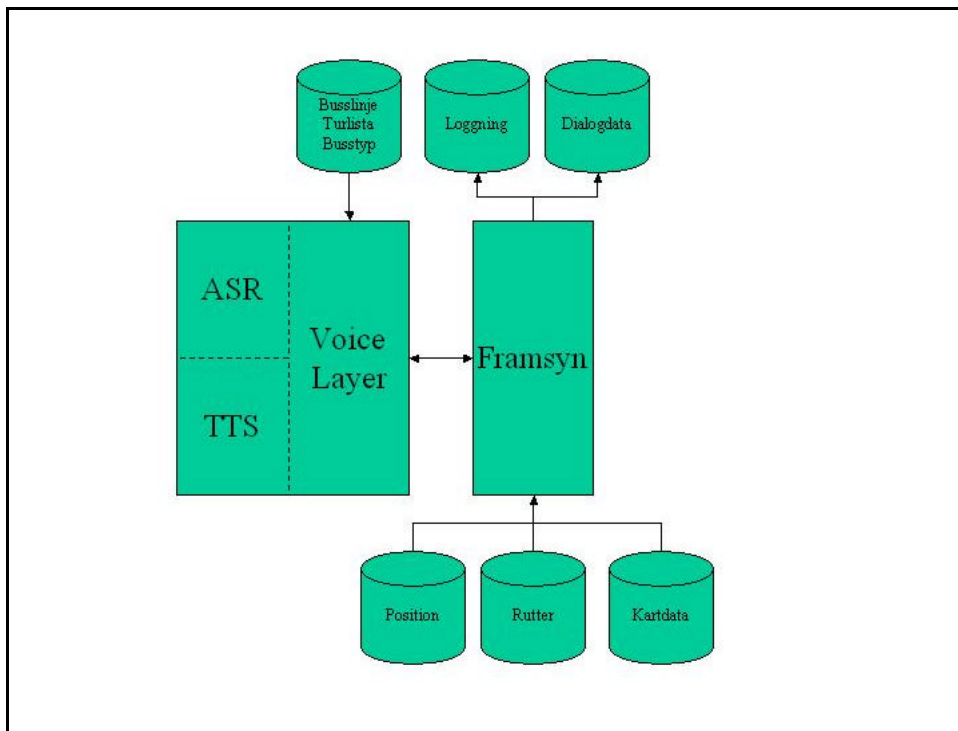 Busslinje
Turlista
Busstyp
Loggning
Dialogdata
ASR
TTS
Voice
Layer
Framsyn
Position
Rutter
Kartdata